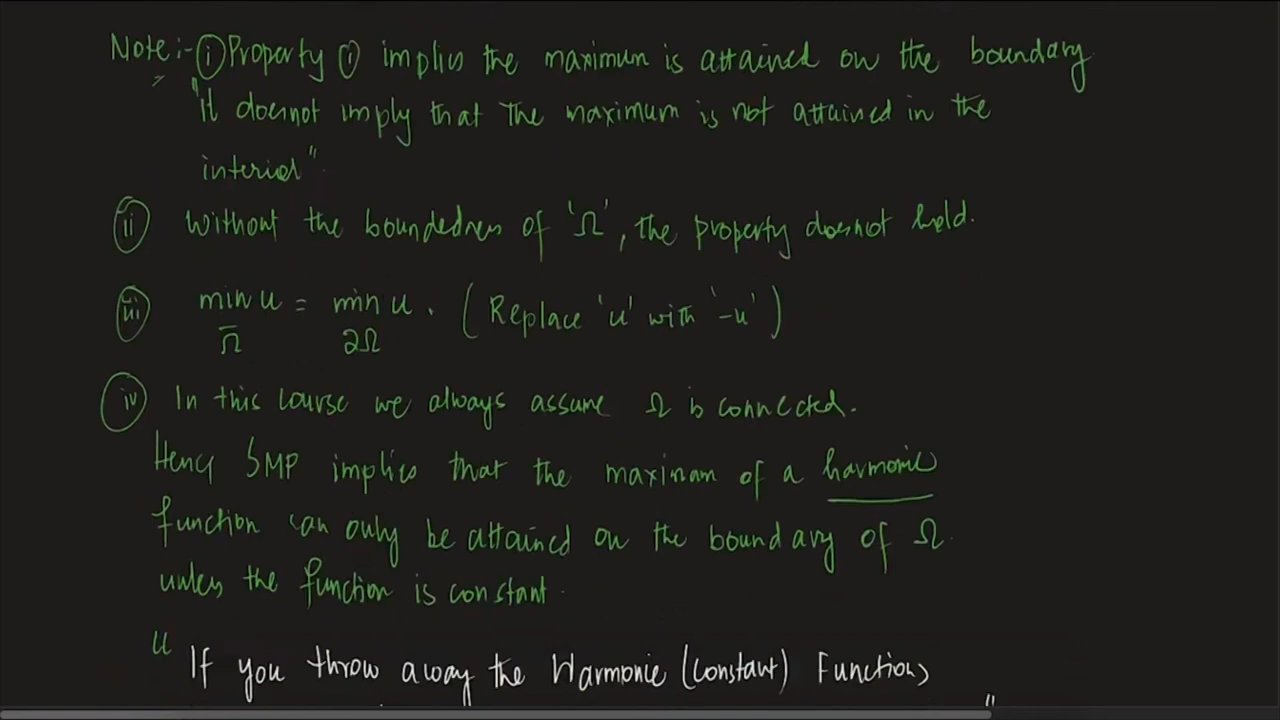 Note :- (i) Property (i) implies the maximum is attained on the boundary.
"it doesnot imply that the maximum is not attained in the
interior".
(ii) Without the boundedness of 'Ω', the property doesnot hold.
(iii) min u = min u . (Replace 'u' with '-u')
Ω̄ ∂Ω
(iv) In this course we always assume Ω is connected.
Hence SMP implies that the maximum of a harmonic
function can only be attained on the boundary of Ω.
unless the function is constant.
" If you throw away the Harmonic (constant) Functions
"